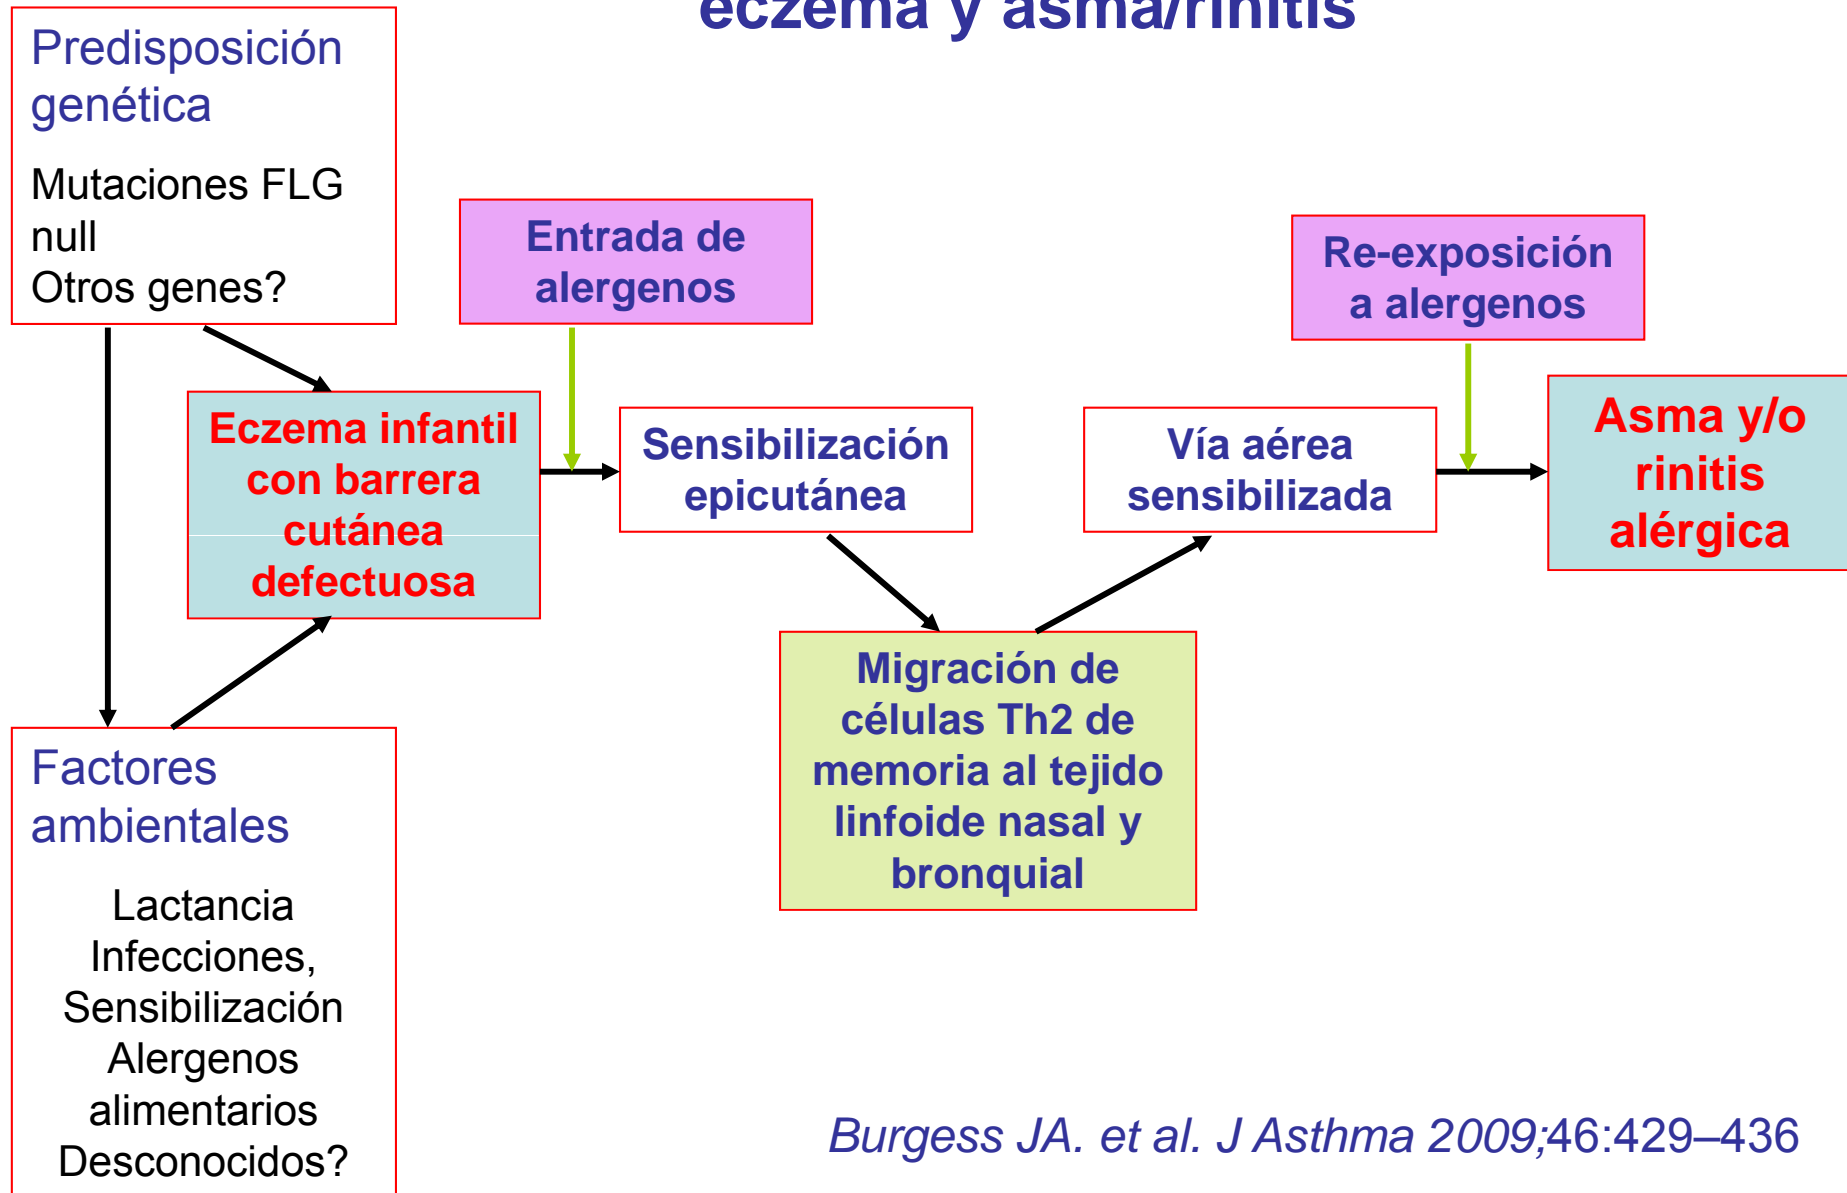 eczema y asma/rinitis
Predisposición
genética
Mutaciones FLG
null
Otros genes?
Entrada de
alergenos
Re-exposición
a alergenos
Eczema infantil
con barrera
cutánea
defectuosa
Sensibilización
epicutánea
Vía aérea
sensibilizada
Asma y/o
rinitis
alérgica
Migración de
células Th2 de
memoria al tejido
linfoide nasal y
bronquial
Factores
ambientales
Lactancia
Infecciones,
Sensibilización
Alergenos
alimentarios
Desconocidos?
Burgess JA. et al. J Asthma 2009;46:429–436